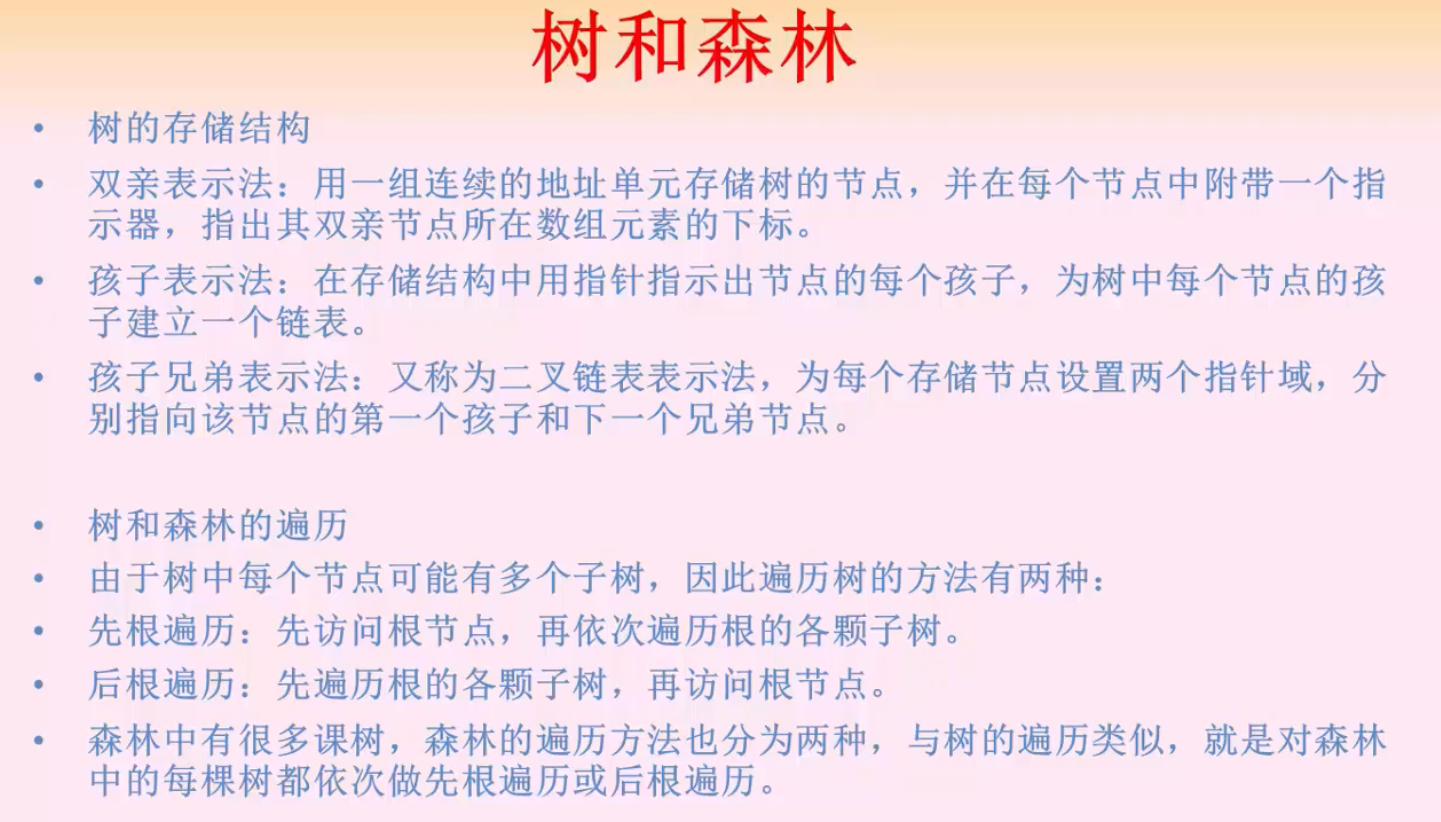 树和森林
• 树的存储结构
• 双亲表示法：用一组连续的地址单元存储树的节点，并在每个节点中附带一个指
示器，指出其双亲节点所在数组元素的下标。
• 孩子表示法：在存储结构中用指针指示出节点的每个孩子，为树中每个节点的孩
子建立一个链表。
• 孩子兄弟表示法：又称为二叉链表表示法，为每个存储节点设置两个指针域，分
别指向该节点的第一个孩子和下一个兄弟节点。
• 树和森林的遍历
• 由于树中每个节点可能有多个子树，因此遍历树的方法有两种：
• 先根遍历：先访问根节点，再依次遍历根的各颗子树。
• 后根遍历：先遍历根的各颗子树，再访问根节点。
• 森林中有很多课树，森林的遍历方法也分为两种，与树的遍历类似，就是对森林
中的每棵树都依次做先根遍历或后根遍历。